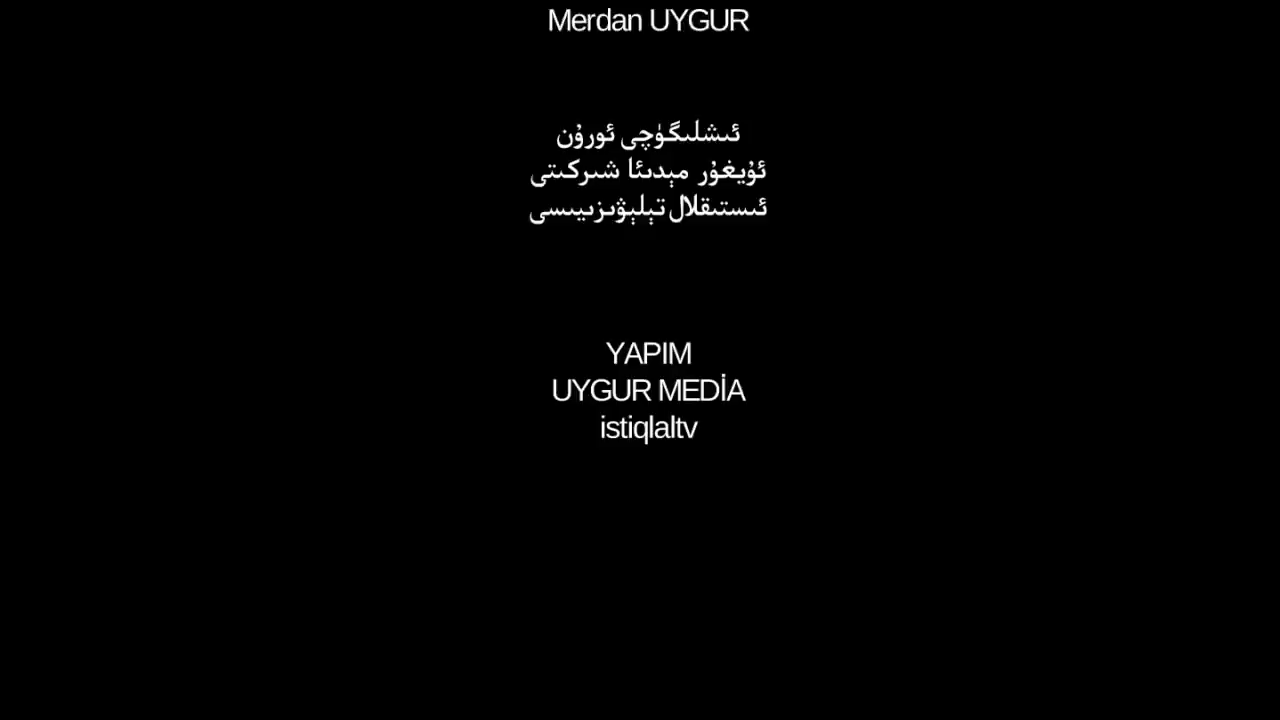 Merdan UYGUR
ئىشلىگۈچى ئورۇن
ئۇيغۇر مېدىئا شىركىتى
ئىستىقلال تېلېۋىزىيىسى
YAPIM
UYGUR MEDİA
istiqlaltv